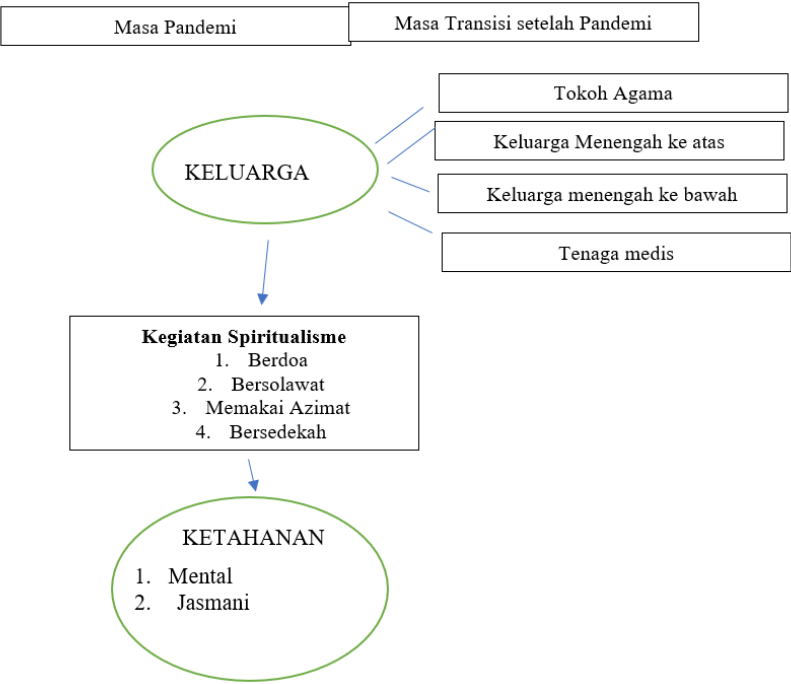 Masa Pandemi
Masa Transisi setelah Pandemi
Tokoh Agama
Keluarga Menengah ke atas
KELUARGA
Keluarga menengah ke bawah
Tenaga medis
Kegiatan Spiritualisme
1. Berdoa
2. Bersolawat
3. Memakai Azimat
4. Bersedekah
KETAHANAN
1. Mental
2. Jasmani